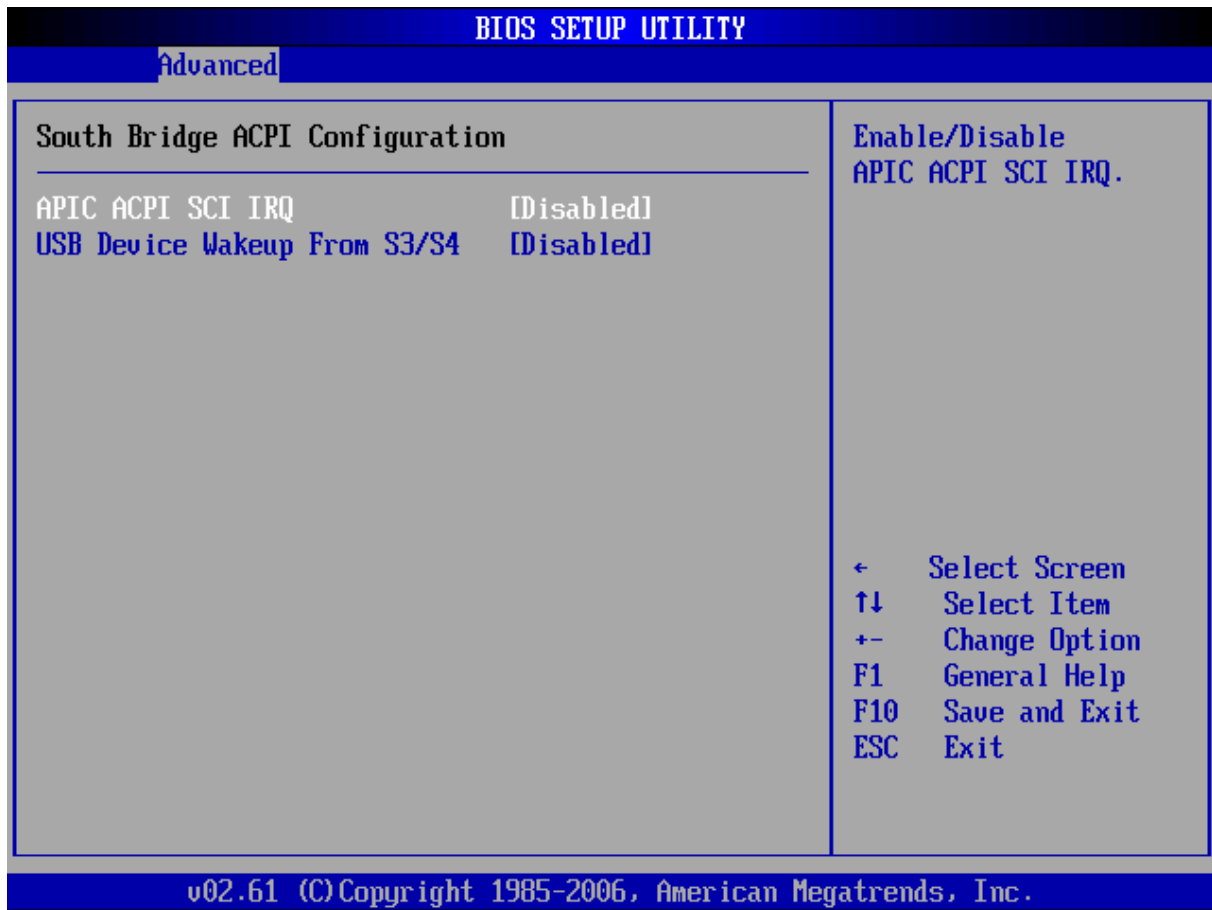 BIOS SETUP UTILITY
Advanced
South Bridge ACPI Configuration
APIC ACPI SCI IRQ [Disabled]
USB Device Wakeup From S3/S4 [Disabled]
Enable/Disable
APIC ACPI SCI IRQ.
← Select Screen
↑↓ Select Item
+- Change Option
F1 General Help
F10 Save and Exit
ESC Exit
v02.61 (C)Copyright 1985-2006, American Megatrends, Inc.